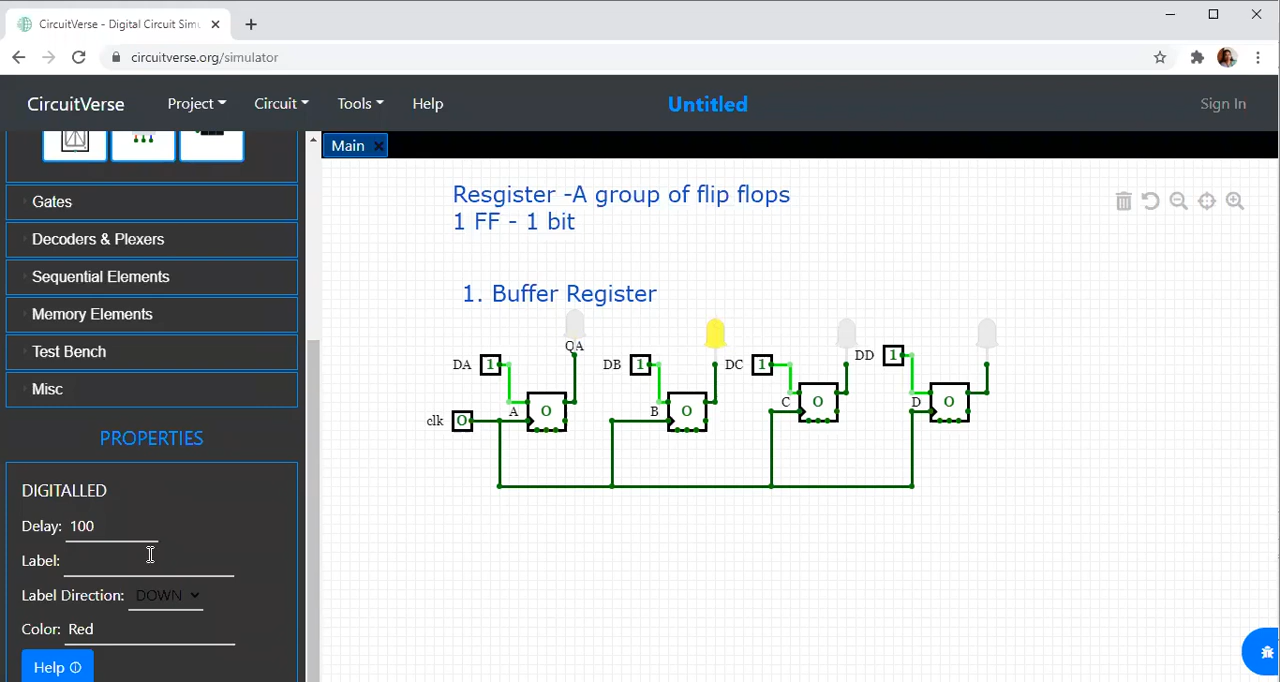 CircuitVerse - Digital Circuit Simu
circuitverse.org/simulator
CircuitVerse Project Circuit Tools Help Untitled Sign In
Main
Gates
Decoders & Plexers
Sequential Elements
Memory Elements
Test Bench
Misc
PROPERTIES
DIGITALLED
Delay: 100
Label:
Label Direction: DOWN
Color: Red
Help
Resgister -A group of flip flops
1 FF - 1 bit
1. Buffer Register
QA
DA 1 DB 1 DC 1 DD 1
clk 0 A 0 B 0 C 0 D 0